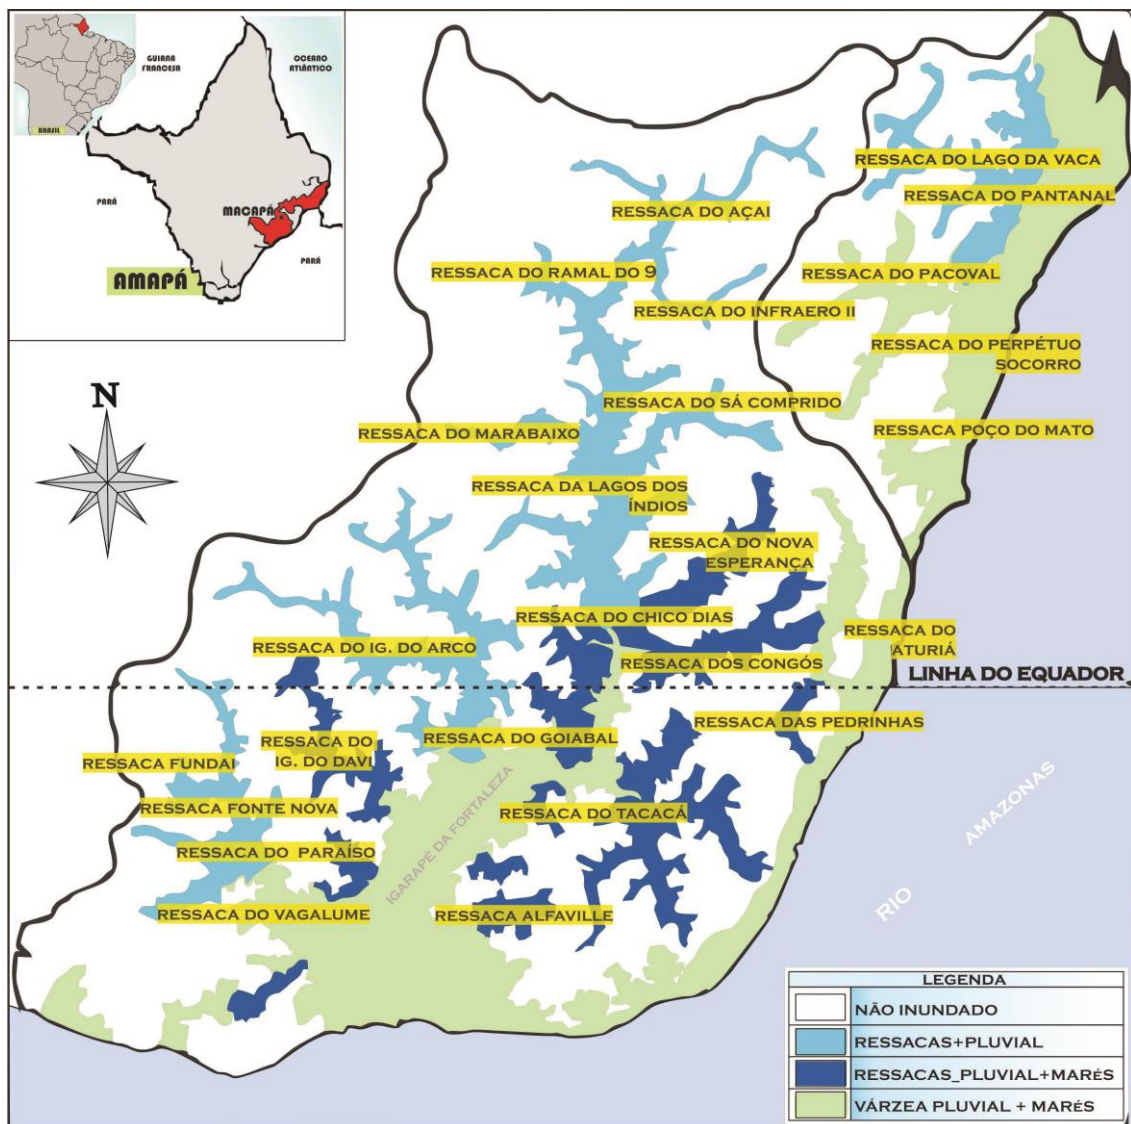 GUIANA
FRANCESA
OCEANO
ATLÂNTICO
BRASIL
PARÁ
MACAPÁ
PARÁ
AMAPÁ
N
RESSACA DO LAGO DA VACA
RESSACA DO PANTANAL
RESSACA DO AÇAI
RESSACA DO RAMAL DO 9
RESSACA DO PACOVAL
RESSACA DO INFRAERO II
RESSACA DO PERPÉTUO
SOCORRO
RESSACA DO SÁ COMPRIDO
RESSACA DO MARABAIXO
RESSACA POÇO DO MATO
RESSACA DA LAGOS DOS
ÍNDIOS
RESSACA DO NOVA
ESPERANÇA
RESSACA DO CHICO DIAS
RESSACA DO
ATURIÁ
RESSACA DO IG. DO ARCO
RESSACA DOS CONGÓS
LINHA DO EQUADOR
RESSACA DAS PEDRINHAS
RESSACA DO GOIABAL
RESSACA DO
IG. DO DAVI
RESSACA FUNDAI
RESSACA FONTE NOVA
IGARAPÉ DA FORTALEZA
RESSACA DO TACACÁ
RESSACA DO PARAÍSO
RESSACA DO VAGALUME
RESSACA ALFAVILLE
RIO
AMAZONAS
LEGENDA
NÃO INUNDADO
RESSACAS+PLUVIAL
RESSACAS_PLUVIAL+MARÉS
VÁRZEA PLUVIAL + MARÉS